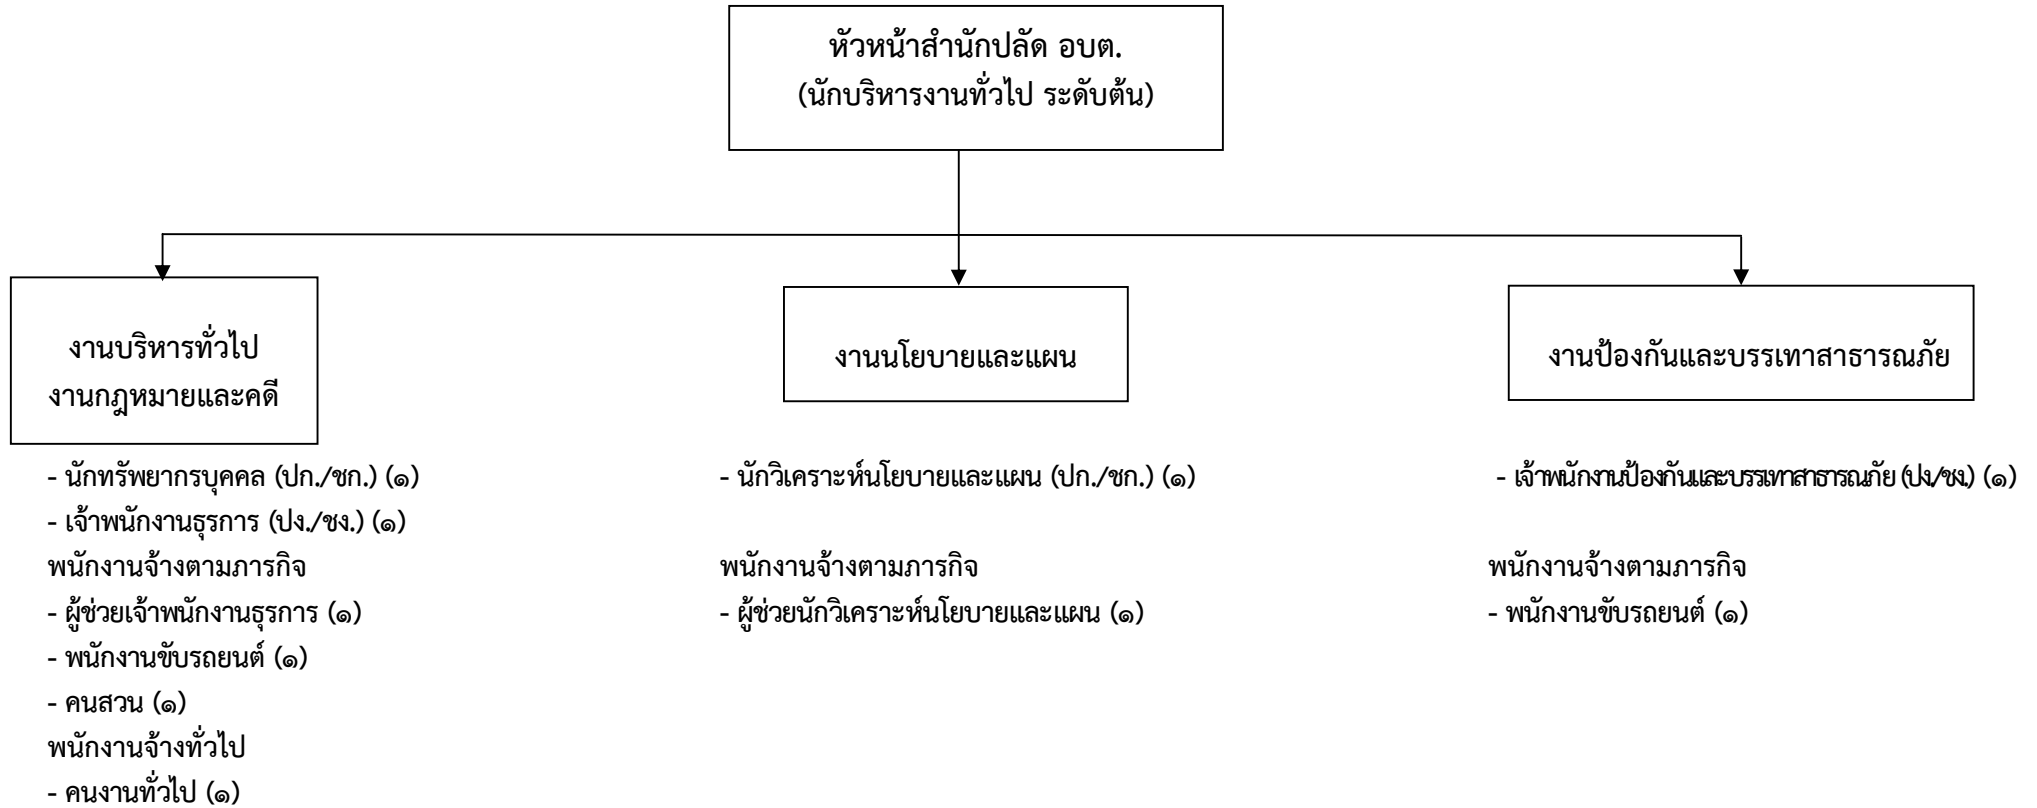 หัวหน้าสำนักปลัด อบต.
(นักบริหารงานทั่วไป ระดับต้น)
งานบริหารทั่วไป
งานกฎหมายและคดี
- นักทรัพยากรบุคคล (ปก./ชก.) (๑)
- เจ้าพนักงานธุรการ (ปง./ชง.) (๑)
พนักงานจ้างตามภารกิจ
- ผู้ช่วยเจ้าพนักงานธุรการ (๑)
- พนักงานขับรถยนต์ (๑)
- คนสวน (๑)
พนักงานจ้างทั่วไป
- คนงานทั่วไป (๑)
งานนโยบายและแผน
- นักวิเคราะห์นโยบายและแผน (ปก./ชก.) (๑)
พนักงานจ้างตามภารกิจ
- ผู้ช่วยนักวิเคราะห์นโยบายและแผน (๑)
งานป้องกันและบรรเทาสาธารณภัย
- เจ้าพนักงานป้องกันและบรรเทาสาธารณภัย (ปง./ชง.) (๑)
พนักงานจ้างตามภารกิจ
- พนักงานขับรถยนต์ (๑)